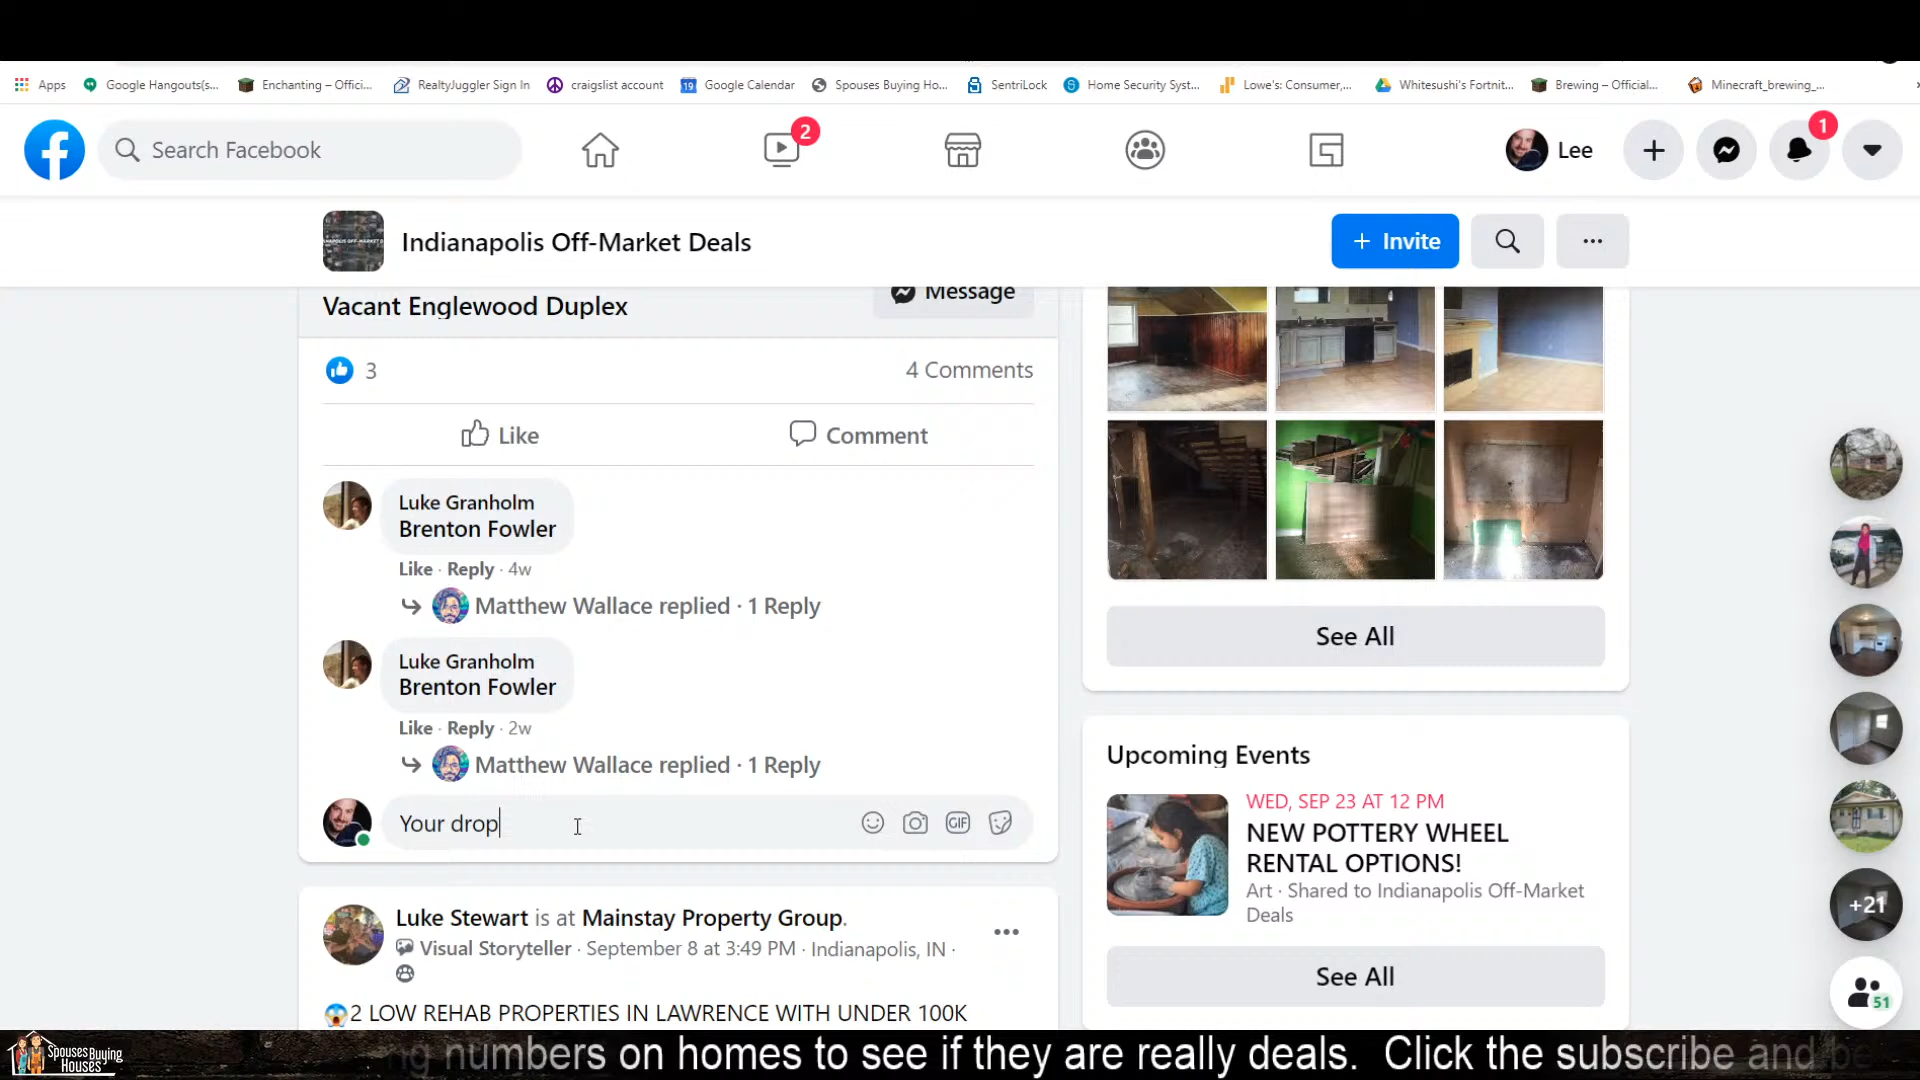 Apps
Google Hangouts(s...
Enchanting – Offici...
RealtyJuggler Sign In
craigslist account
19
Google Calendar
Spouses Buying Ho...
SentriLock
Home Security Syst...
Lowe's: Consumer,...
Whitesushi's Fortnit...
Brewing – Official...
Minecraft_brewing_...
Search Facebook
2
Lee
1
Indianapolis Off-Market Deals
+ Invite
Vacant Englewood Duplex
Message
3
4 Comments
Like
Comment
Luke Granholm
Brenton Fowler
Like · Reply · 4w
Matthew Wallace replied · 1 Reply
Luke Granholm
Brenton Fowler
Like · Reply · 2w
Matthew Wallace replied · 1 Reply
Your drop
GIF
Luke Stewart is at Mainstay Property Group.
Visual Storyteller · September 8 at 3:49 PM · Indianapolis, IN ·
2 LOW REHAB PROPERTIES IN LAWRENCE WITH UNDER 100K
See All
Upcoming Events
WED, SEP 23 AT 12 PM
NEW POTTERY WHEEL
RENTAL OPTIONS!
Art · Shared to Indianapolis Off-Market
Deals
See All
+21
51
Spouses Buying
Houses
numbers on homes to see if they are really deals. Click the subscribe and